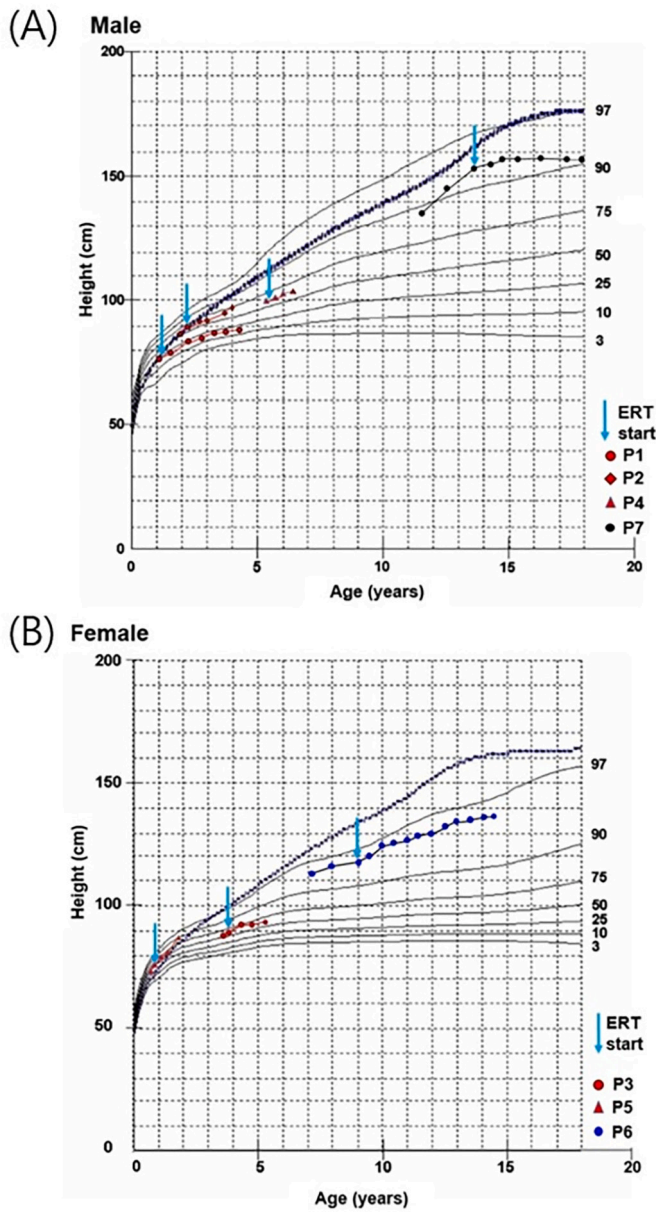 (A) Male
200
150
100
50
0
Height (cm)
97
90
75
50
25
10
3
ERT
start
P1
P2
P4
P7
0 5 10 15 20
Age (years)
(B) Female
200
150
100
50
0
Height (cm)
97
90
75
50
25
10
3
ERT
start
P3
P5
P6
0 5 10 15 20
Age (years)